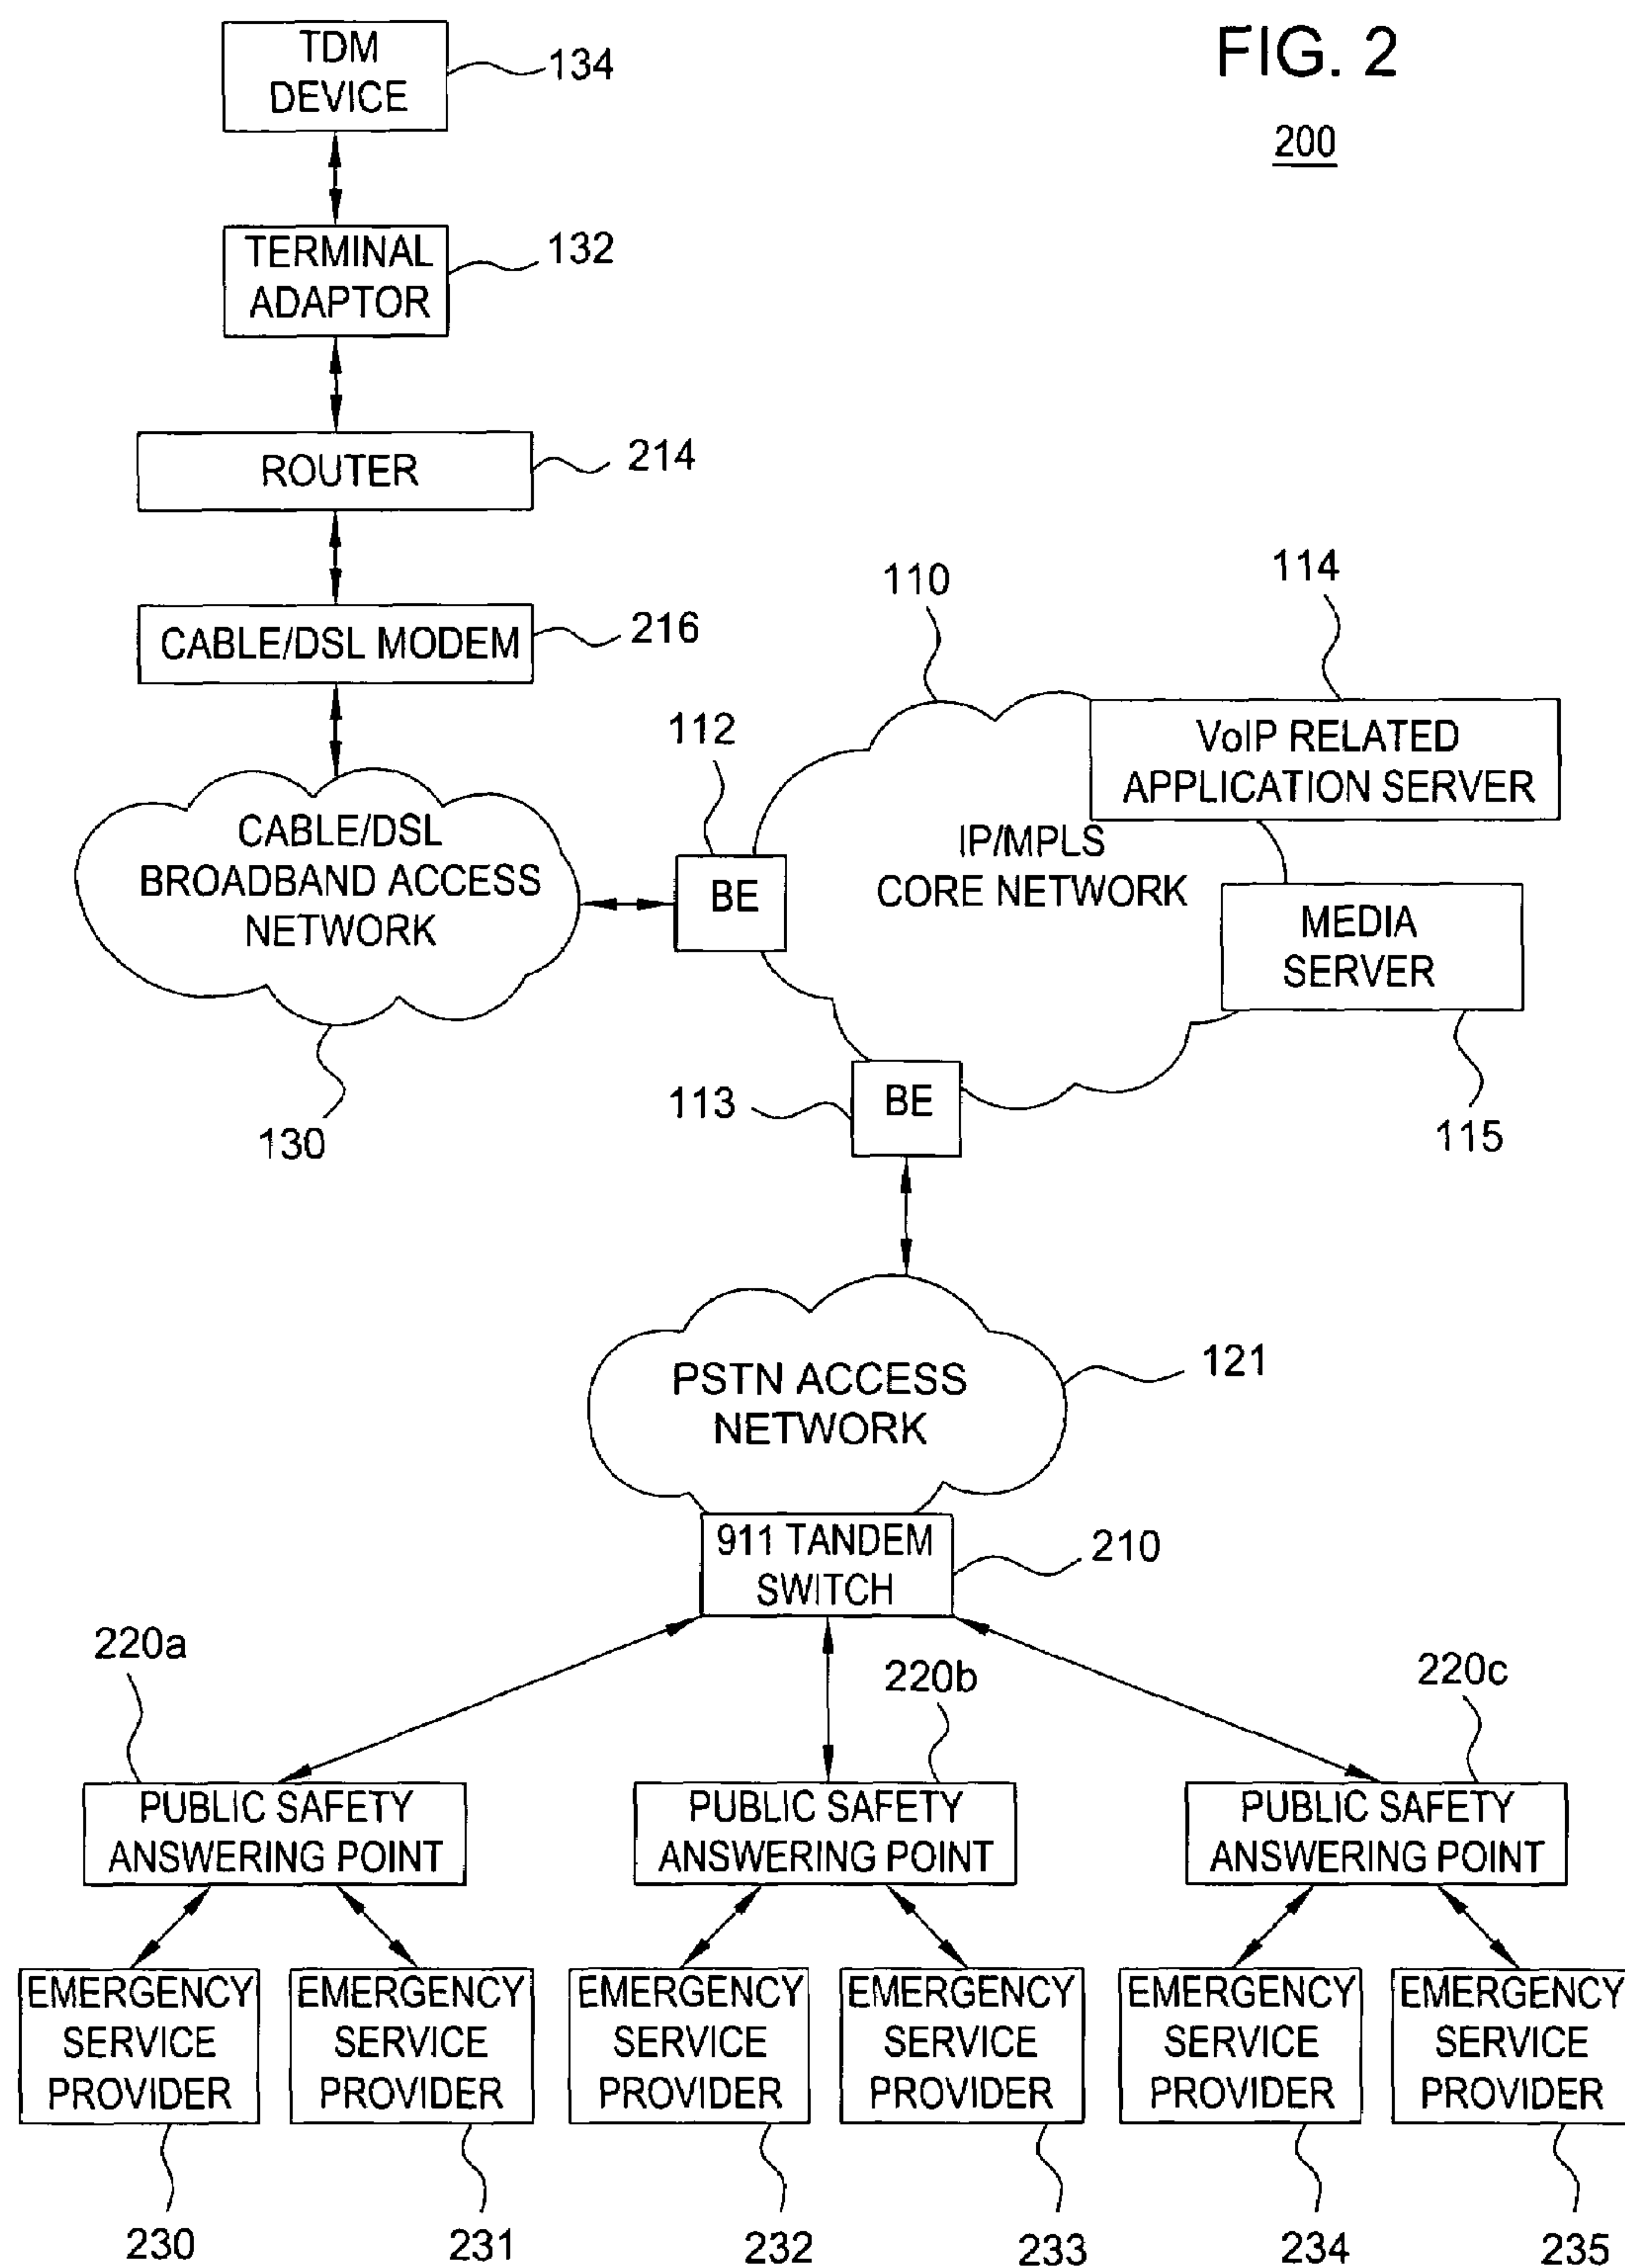 FIG. 2
200
TDM
DEVICE
134
TERMINAL
ADAPTOR
132
ROUTER
214
CABLE/DSL MODEM
216
110
114
112
VoIP RELATED
APPLICATION SERVER
CABLE/DSL
BROADBAND ACCESS
NETWORK
BE
IP/MPLS
CORE NETWORK
MEDIA
SERVER
130
113
BE
115
PSTN ACCESS
NETWORK
121
911 TANDEM
SWITCH
210
220a
220b
220c
PUBLIC SAFETY
ANSWERING POINT
PUBLIC SAFETY
ANSWERING POINT
PUBLIC SAFETY
ANSWERING POINT
EMERGENCY
SERVICE
PROVIDER
EMERGENCY
SERVICE
PROVIDER
EMERGENCY
SERVICE
PROVIDER
EMERGENCY
SERVICE
PROVIDER
EMERGENCY
SERVICE
PROVIDER
EMERGENCY
SERVICE
PROVIDER
230
231
232
233
234
235